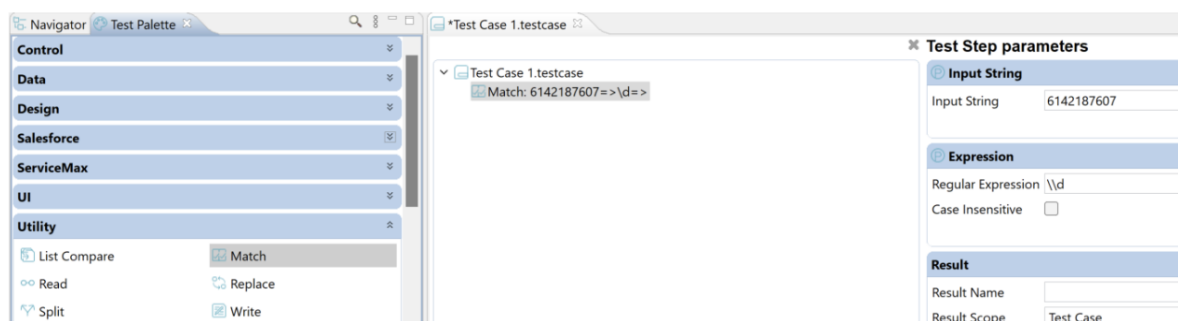 Navigator
Test Palette
*Test Case 1.testcase
Control
Data
Design
Salesforce
ServiceMax
UI
Utility
List Compare
Match
Read
Replace
Split
Write
Test Case 1.testcase
Match: 6142187607=>\d=>
Test Step parameters
Input String
Input String 6142187607
Expression
Regular Expression \\d
Case Insensitive
Result
Result Name
Result Scope Test Case